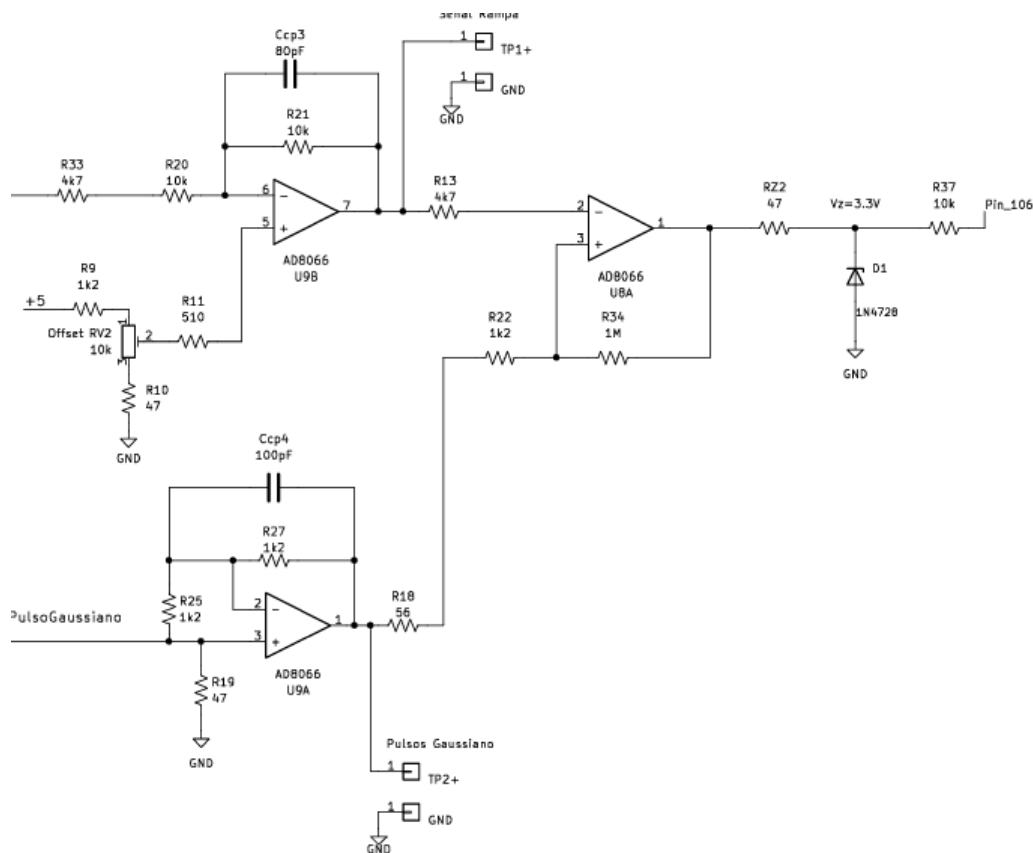 Señal Rampa
Ccp3
80pF
1
TP1+
1
GND
GND
R21
10k
R33
4k7
R20
10k
6
-
5
+
7
AD8066
U9B
R13
4k7
2
-
3
+
1
AD8066
U8A
RZ2
47
Vz=3.3V
R37
10k
Pin_106
D1
1N4728
GND
R9
1k2
+5
1
Offset RV2
10k
2
3
R11
510
R10
47
GND
R22
1k2
R34
1M
Ccp4
100pF
R27
1k2
R25
1k2
PulsoGaussiano
2
-
3
+
1
AD8066
U9A
R18
56
R19
47
GND
Pulsos Gaussiano
1
TP2+
1
GND
GND